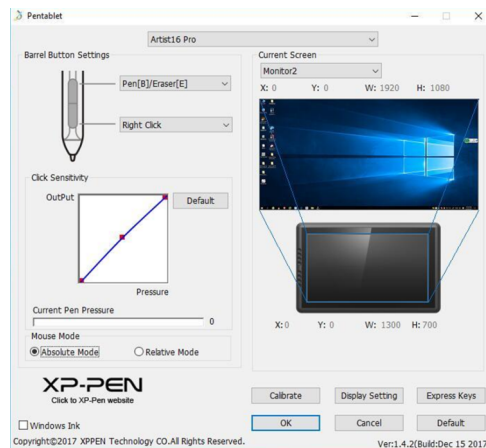 Pentablet
Artist16 Pro
Barrel Button Settings
Pen[B]/Eraser[E]
Right Click
Click Sensitivity
OutPut
Default
Pressure
Current Pen Pressure
0
Mouse Mode
Absolute Mode
Relative Mode
XP-PEN
Click to XP-Pen website
Windows Ink
Copyright©2017 XPPEN Technology CO.All Rights Reserved.
Current Screen
Monitor2
X: 0 Y: 0 W: 1920 H: 1080
X: 0 Y: 0 W: 1300 H: 700
Calibrate Display Setting Express Keys
OK Cancel Default
Ver:1.4.2(Build:Dec 15 2017